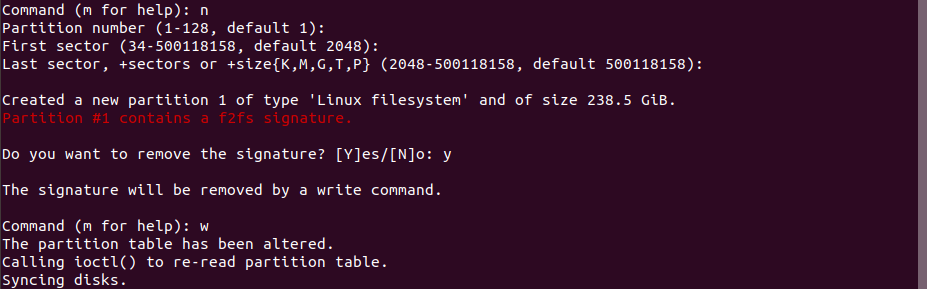 Command (m for help): n
Partition number (1-128, default 1):
First sector (34-500118158, default 2048):
Last sector, +sectors or +size{K,M,G,T,P} (2048-500118158, default 500118158):
Created a new partition 1 of type 'Linux filesystem' and of size 238.5 GiB.
Partition #1 contains a f2fs signature.
Do you want to remove the signature? [Y]es/[N]o: y
The signature will be removed by a write command.
Command (m for help): w
The partition table has been altered.
Calling ioctl() to re-read partition table.
Syncing disks.